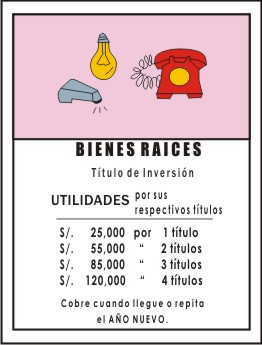 BIENES RAICES
Título de Inversión
UTILIDADES por sus
respectivos títulos
S/. 25,000 por 1 título
S/. 55,000 “ 2 títulos
S/. 85,000 “ 3 títulos
S/. 120,000 “ 4 títulos
Cobre cuando llegue o repita
el AÑO NUEVO.